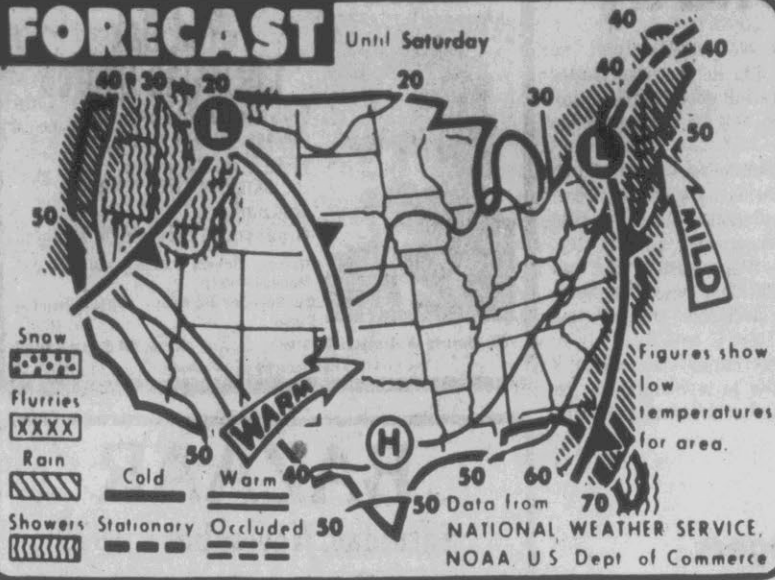 FORECAST
Until Saturday
40
40
40
40 30 20
20
30
50
50
L
L
MILD
WARM
H
Snow
Flurries
XXXX
Rain
Showers
Cold
Warm
Stationary
Occluded
50
40
50
50
50
60
70
Figures show
low
temperatures
for area.
Data from
NATIONAL WEATHER SERVICE,
NOAA U S Dept of Commerce